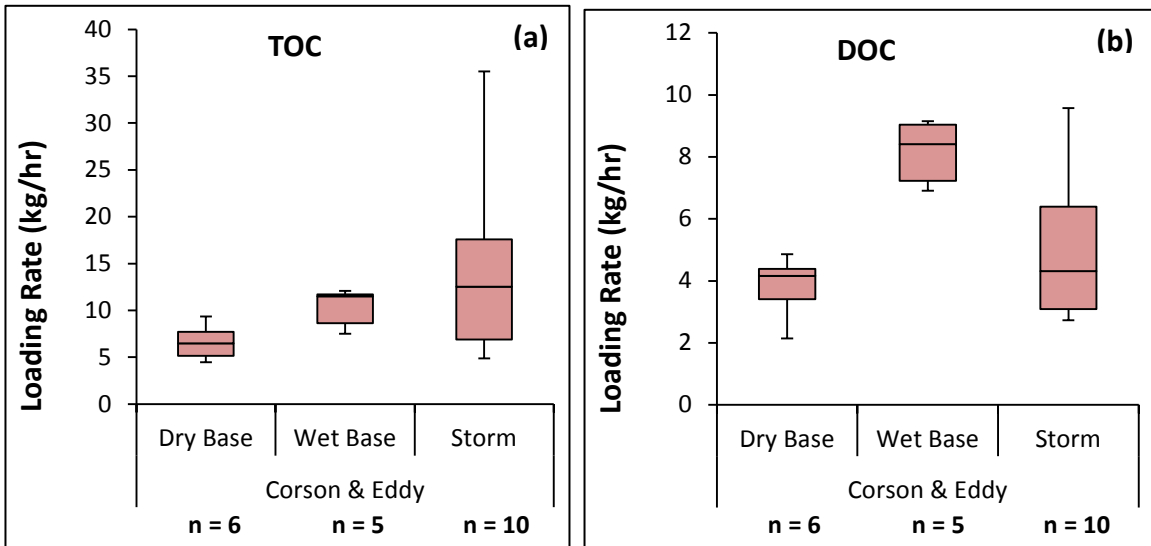 TOC
(a)
Loading Rate (kg/hr)
40
35
30
25
20
15
10
5
0
Dry Base Wet Base Storm
Corson & Eddy
n = 6 n = 5 n = 10
DOC
(b)
Loading Rate (kg/hr)
12
10
8
6
4
2
0
Dry Base Wet Base Storm
Corson & Eddy
n = 6 n = 5 n = 10